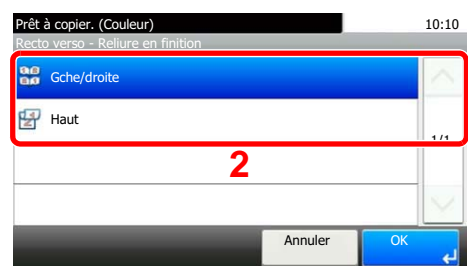 Prêt à copier. (Couleur) 10:10
Recto verso - Reliure en finition
Gche/droite
Haut
1/1
2
Annuler OK